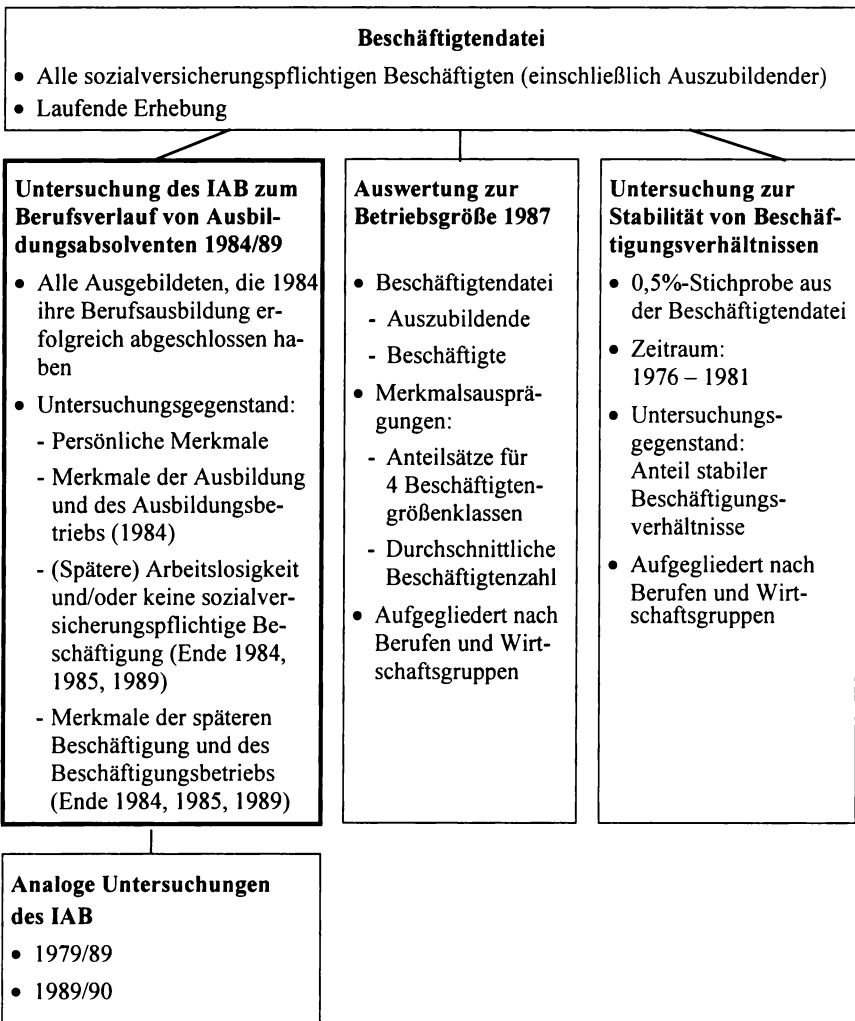 Beschäftigtendatei
• Alle sozialversicherungspflichtigen Beschäftigten (einschließlich Auszubildender)
• Laufende Erhebung
Untersuchung des IAB zum
Berufsverlauf von Ausbil-
dungsabsolventen 1984/89
• Alle Ausgebildeten, die 1984
ihre Berufsausbildung er-
folgreich abgeschlossen ha-
ben
• Untersuchungsgegenstand:
- Persönliche Merkmale
- Merkmale der Ausbildung
und des Ausbildungsbe-
triebs (1984)
- (Spätere) Arbeitslosigkeit
und/oder keine sozialver-
sicherungspflichtige Be-
schäftigung (Ende 1984,
1985, 1989)
- Merkmale der späteren
Beschäftigung und des
Beschäftigungsbetriebs
(Ende 1984, 1985, 1989)
Auswertung zur
Betriebsgröße 1987
• Beschäftigtendatei
- Auszubildende
- Beschäftigte
• Merkmalsausprä-
gungen:
- Anteilsätze für
4 Beschäftigten-
größenklassen
- Durchschnittliche
Beschäftigtenzahl
• Aufgegliedert nach
Berufen und Wirt-
schaftsgruppen
Untersuchung zur
Stabilität von Beschäf-
tigungsverhältnissen
• 0,5%-Stichprobe aus
der Beschäftigtendatei
• Zeitraum:
1976 – 1981
• Untersuchungs-
gegenstand:
Anteil stabiler
Beschäftigungs-
verhältnisse
• Aufgegliedert nach
Berufen und Wirt-
schaftsgruppen
Analoge Untersuchungen
des IAB
• 1979/89
• 1989/90